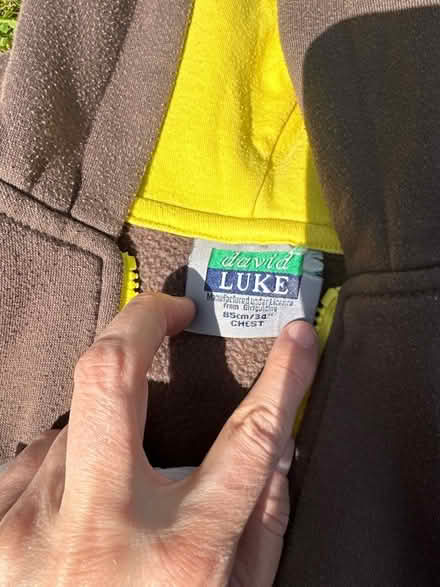 david
LUKE
Manufactured under Licence
from Girlguiding
85cm/34"
CHEST